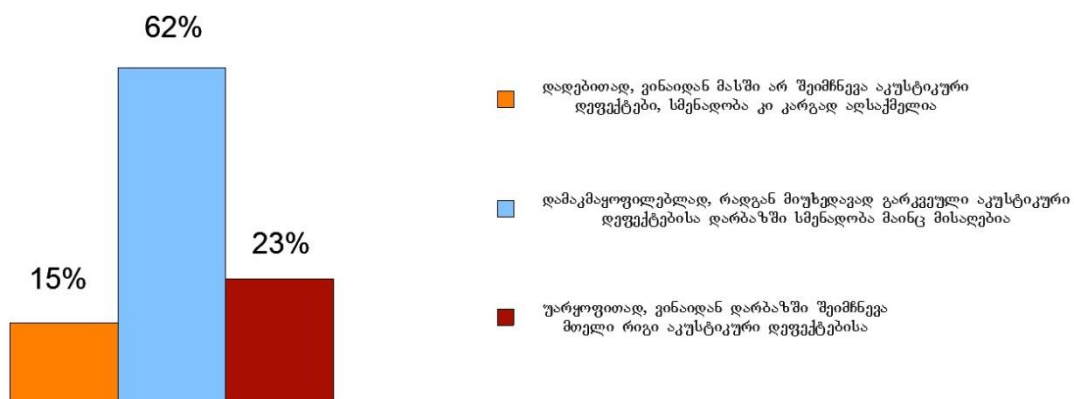 62%
23%
15%
დადებითად, ვინაიდან მასში არ შეიმჩნევა აკუსტიკური
დეფექტები, სმენადობა კი კარგად აღსაქმელია
დამაკმაყოფილებლად, რადგან მიუხედავად გარკვეული აკუსტიკური
დეფექტებისა დარბაზში სმენადობა მაინც მისაღებია
უარყოფითად, ვინაიდან დარბაზში შეიმჩნევა
მთელი რიგი აკუსტიკური დეფექტებისა